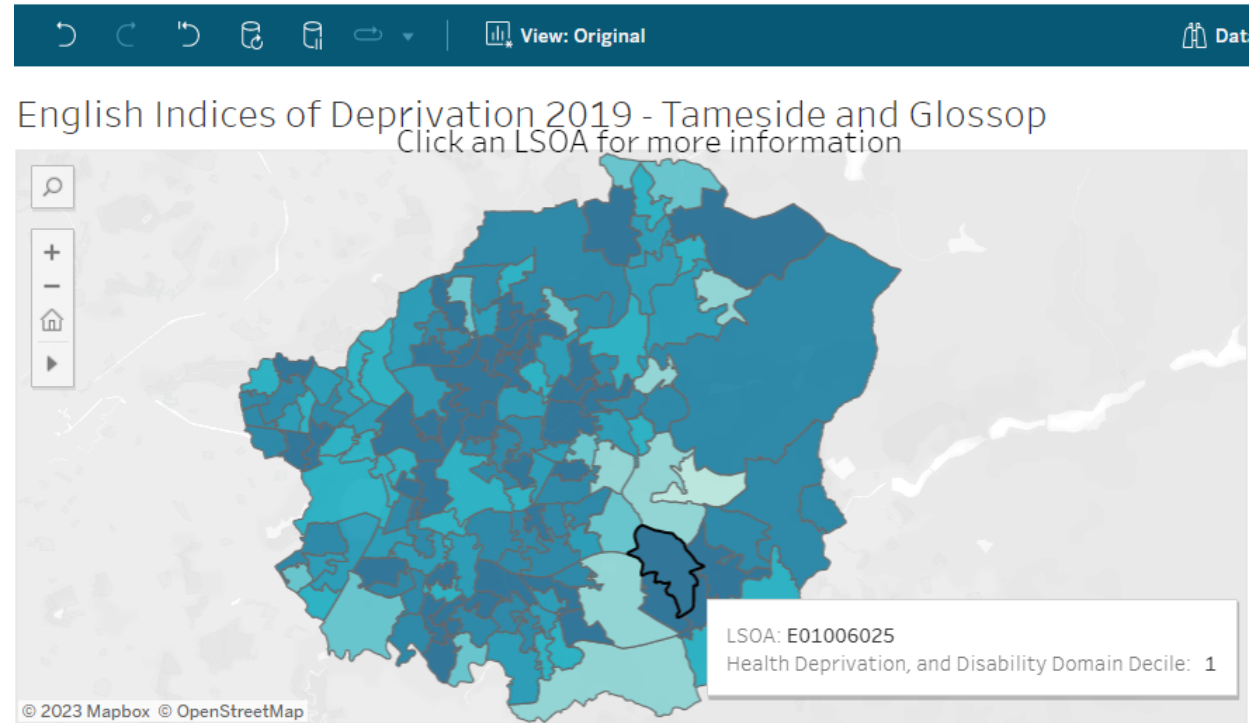 View: Original
Data
English Indices of Deprivation 2019 - Tameside and Glossop
Click an LSOA for more information
LSOA: E01006025
Health Deprivation, and Disability Domain Decile: 1
© 2023 Mapbox © OpenStreetMap